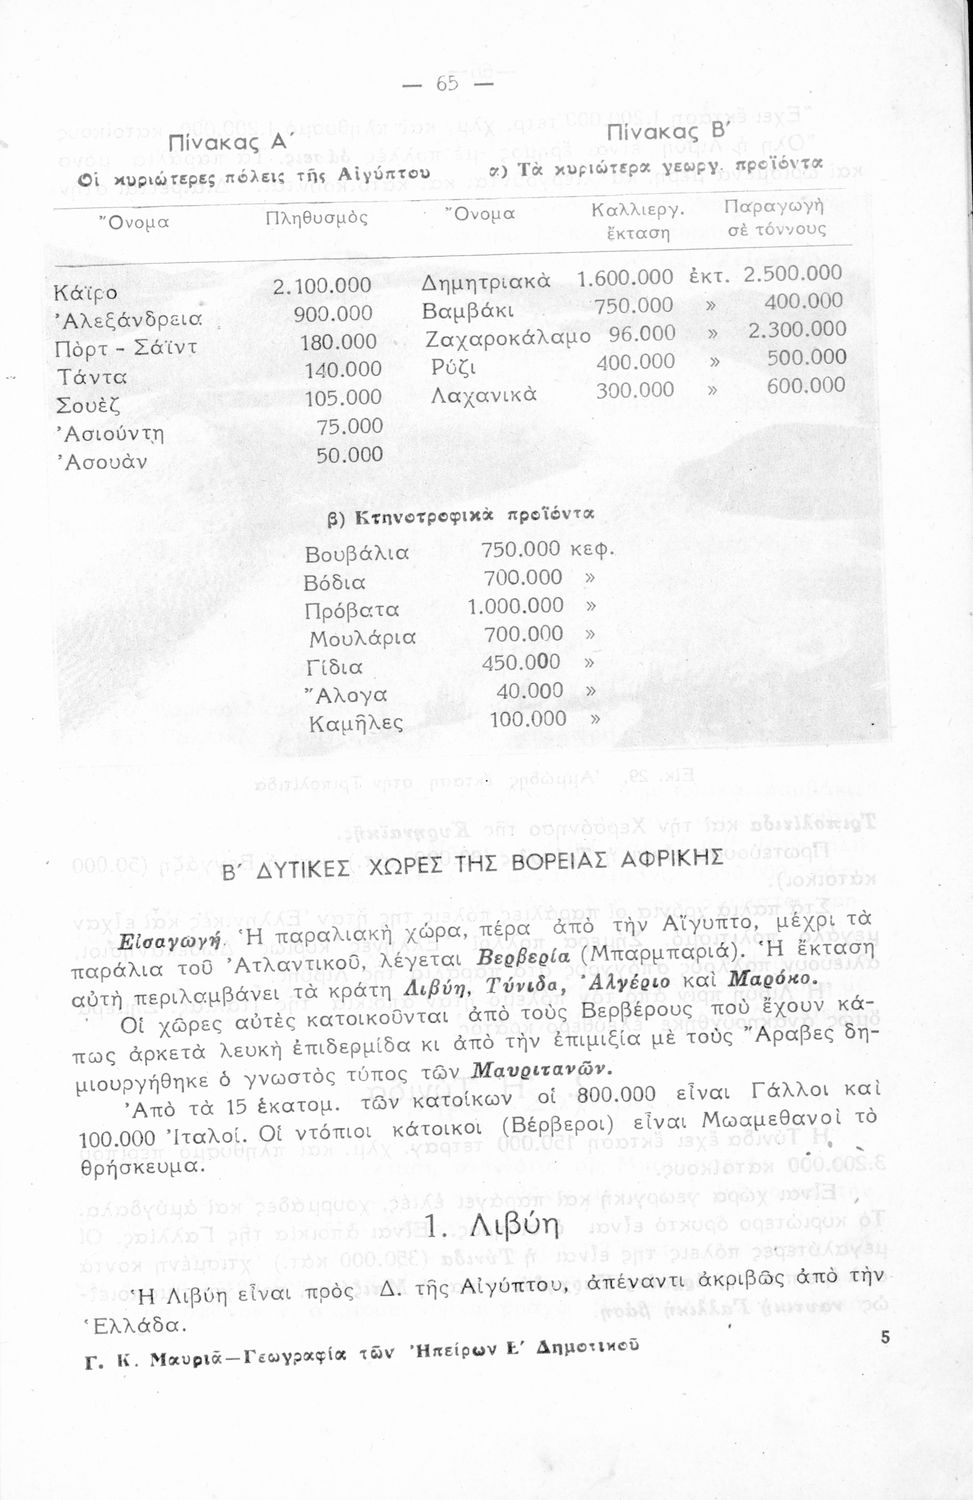 — 65 —
Πίνακας Α΄
Οἱ κυριώτερες πόλεις τῆς Αἰγύπτου
Ὄνομα Πληθυσμὸς
Κάϊρο 2.100.000
Ἀλεξάνδρεια 900.000
Πὸρτ - Σάϊντ 180.000
Τάντα 140.000
Σουὲζ 105.000
Ἀσιούντη 75.000
Ἀσουὰν 50.000
Πίνακας Β΄
α) Τὰ κυριώτερα γεωργ. προϊόντα
Ὄνομα Καλλιεργ. ἔκταση Παραγωγὴ σὲ τόννους
Δημητριακὰ 1.600.000 ἑκτ. 2.500.000
Βαμβάκι 750.000 » 400.000
Ζαχαροκάλαμο 96.000 » 2.300.000
Ρύζι 400.000 » 500.000
Λαχανικὰ 300.000 » 600.000
β) Κτηνοτροφικὰ προϊόντα
Βουβάλια 750.000 κεφ.
Βόδια 700.000 »
Πρόβατα 1.000.000 »
Μουλάρια 700.000 »
Γίδια 450.000 »
Ἄλογα 40.000 »
Καμῆλες 100.000 »
Β΄ ΔΥΤΙΚΕΣ ΧΩΡΕΣ ΤΗΣ ΒΟΡΕΙΑΣ ΑΦΡΙΚΗΣ
Εἰσαγωγή. Ἡ παραλιακὴ χώρα, πέρα ἀπὸ τὴν Αἴγυπτο, μέχρι τὰ
παράλια τοῦ Ἀτλαντικοῦ, λέγεται Βερβερία (Μπαρμπαριά). Ἡ ἔκταση
αὐτὴ περιλαμβάνει τὰ κράτη Λιβύη, Τύνιδα, Ἀλγέριο καὶ Μαρόκο.
Οἱ χῶρες αὐτὲς κατοικοῦνται ἀπὸ τοὺς Βερβέρους ποὺ ἔχουν κά-
πως ἀρκετὰ λευκὴ ἐπιδερμίδα κι ἀπὸ τὴν ἐπιμιξία μὲ τοὺς Ἄραβες δη-
μιουργήθηκε ὁ γνωστὸς τύπος τῶν Μαυριτανῶν.
Ἀπὸ τὰ 15 ἑκατομ. τῶν κατοίκων οἱ 800.000 εἶναι Γάλλοι καὶ
100.000 Ἰταλοί. Οἱ ντόπιοι κάτοικοι (Βέρβεροι) εἶναι Μωαμεθανοὶ τὸ
θρήσκευμα.
1. Λιβύη
Ἡ Λιβύη εἶναι πρὸς Δ. τῆς Αἰγύπτου, ἀπέναντι ἀκριβῶς ἀπὸ τὴν
Ἑλλάδα.
Γ. Κ. Μαυριᾶ—Γεωγραφία τῶν Ἠπείρων Ε΄ Δημοτικοῦ 5